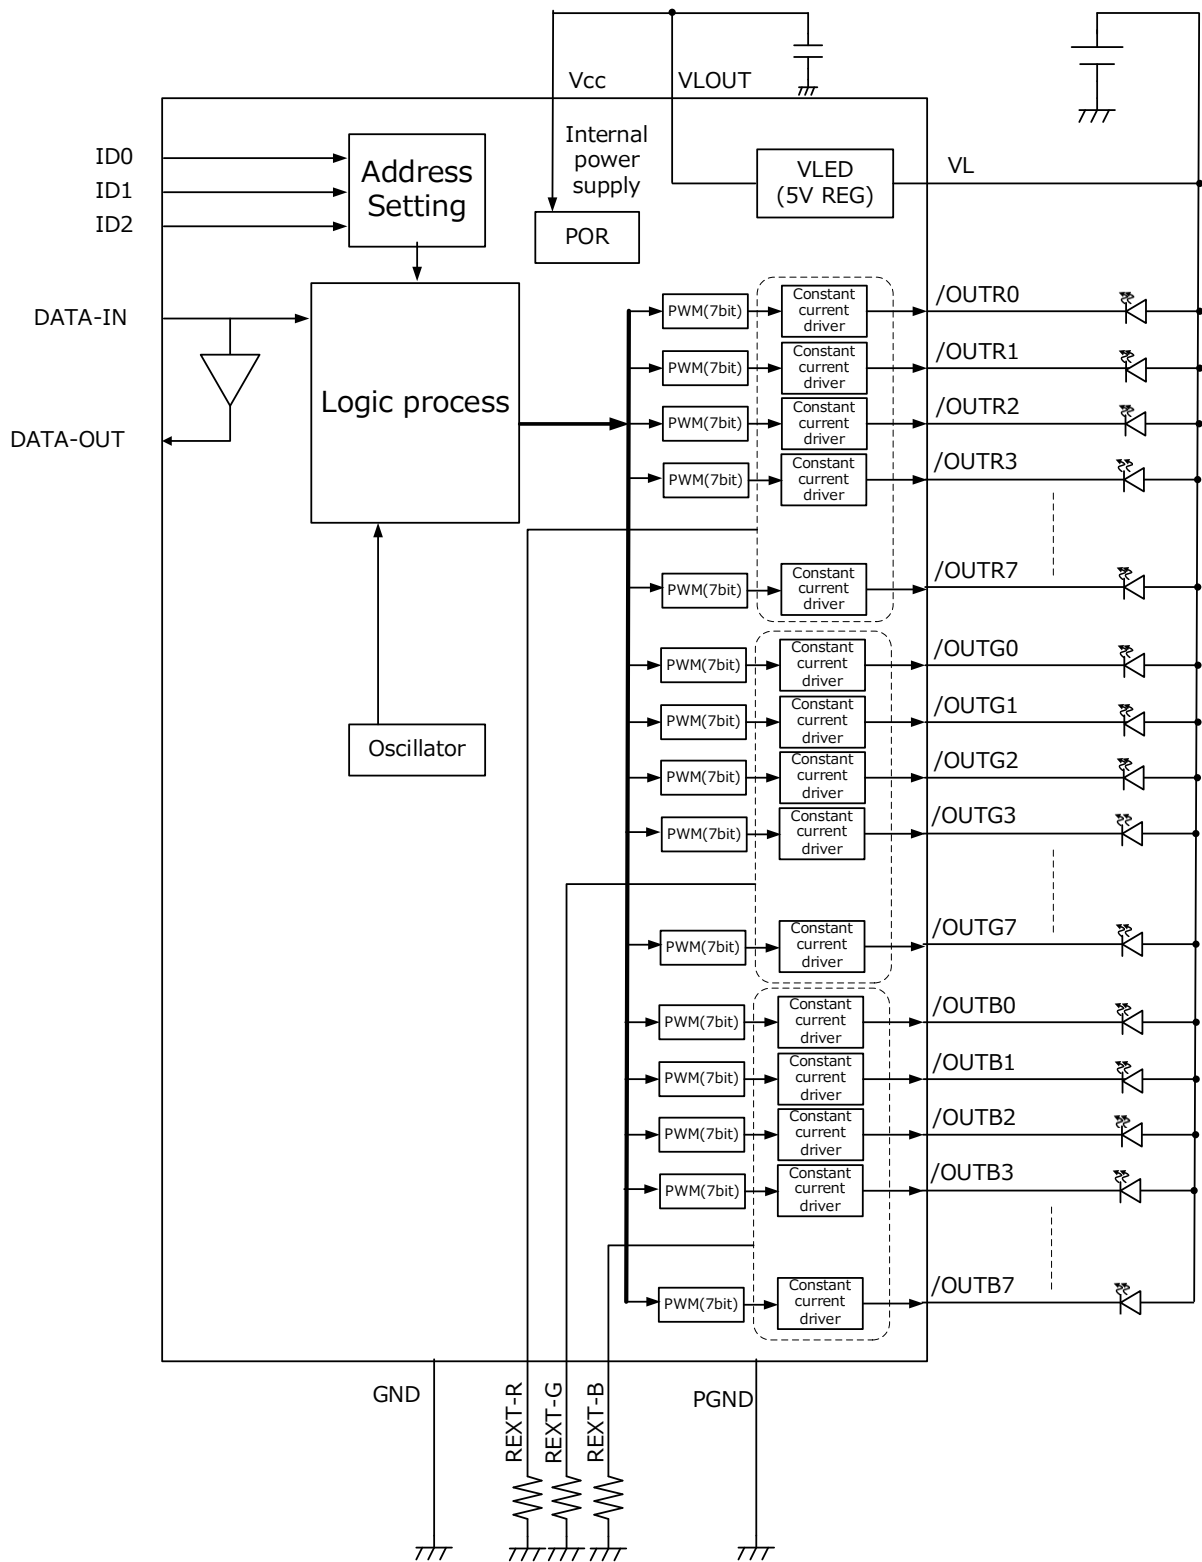 Vcc
VLOUT
Internal
power
supply
POR
VLED
(5V REG)
VL
ID0
ID1
ID2
Address
Setting
DATA-IN
DATA-OUT
Logic process
Oscillator
PWM(7bit)
Constant
current
driver
/OUTR0
PWM(7bit)
Constant
current
driver
/OUTR1
PWM(7bit)
Constant
current
driver
/OUTR2
PWM(7bit)
Constant
current
driver
/OUTR3
PWM(7bit)
Constant
current
driver
/OUTR7
PWM(7bit)
Constant
current
driver
/OUTG0
PWM(7bit)
Constant
current
driver
/OUTG1
PWM(7bit)
Constant
current
driver
/OUTG2
PWM(7bit)
Constant
current
driver
/OUTG3
PWM(7bit)
Constant
current
driver
/OUTG7
PWM(7bit)
Constant
current
driver
/OUTB0
PWM(7bit)
Constant
current
driver
/OUTB1
PWM(7bit)
Constant
current
driver
/OUTB2
PWM(7bit)
Constant
current
driver
/OUTB3
PWM(7bit)
Constant
current
driver
/OUTB7
GND
REXT-R
REXT-G
REXT-B
PGND